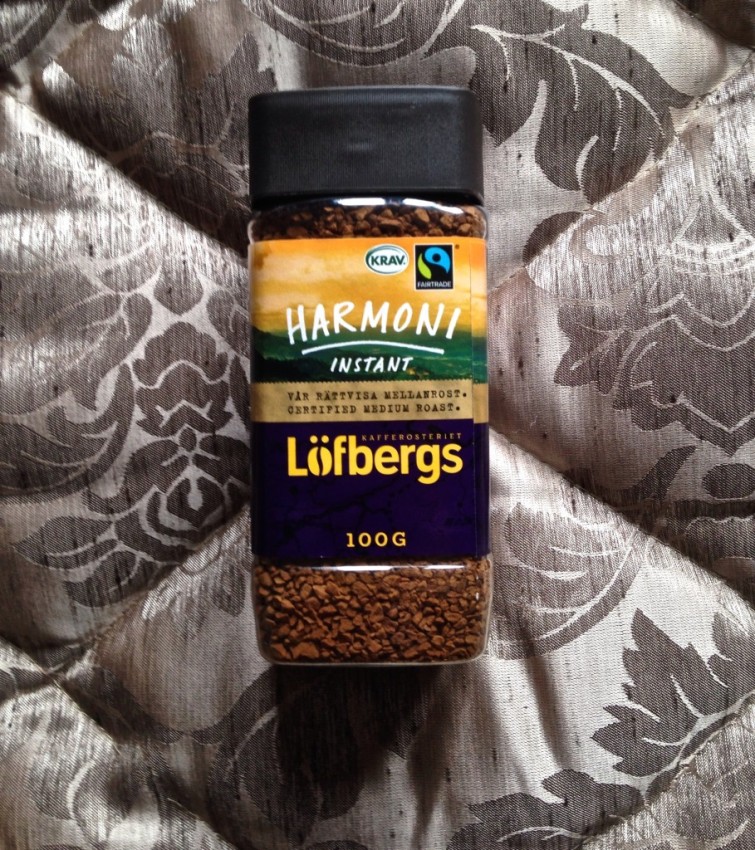 KRAV
FAIRTRADE
HARMONI
INSTANT
VÅR RÄTTVISA MELLANROST.
CERTIFIED MEDIUM ROAST.
KAFFEROSTERIET
Löfbergs
100G